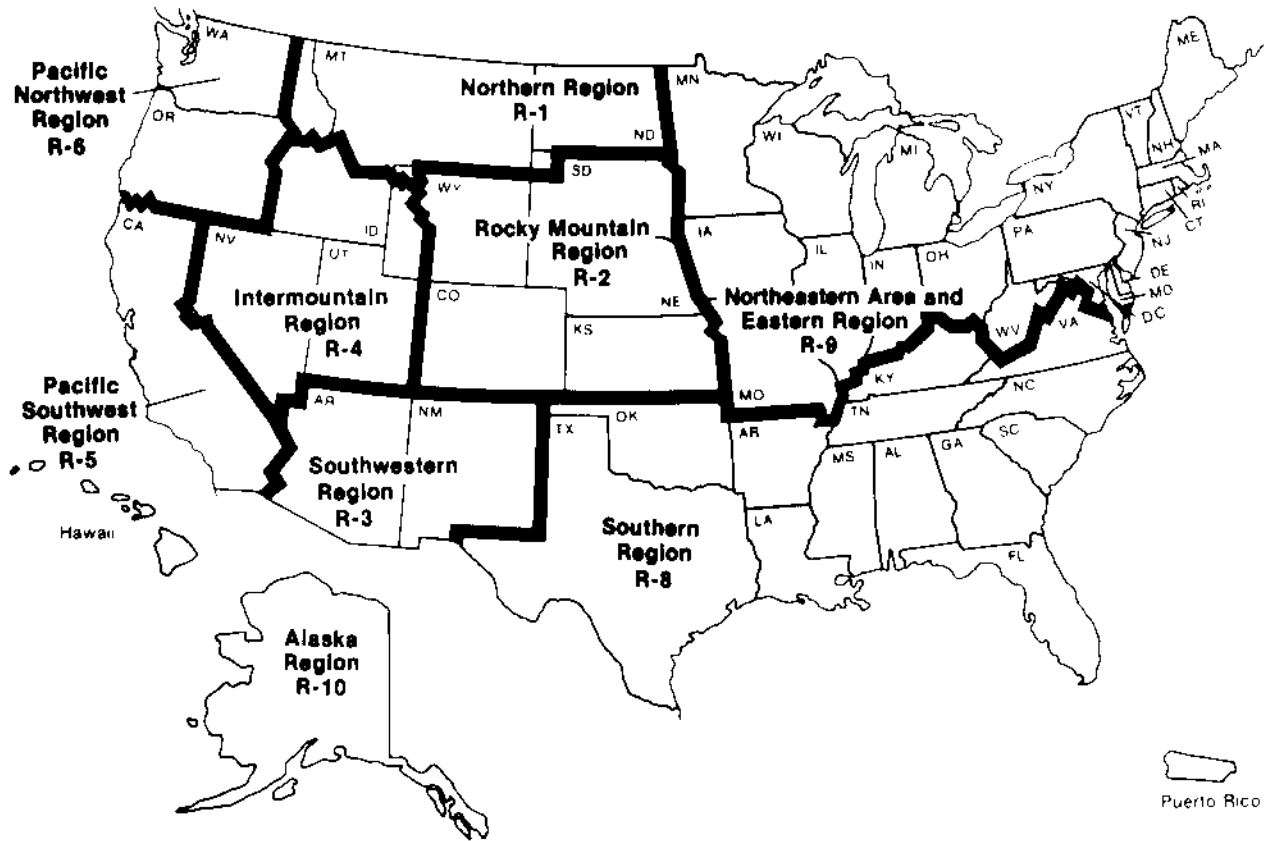 WA
MT
MN
ME
Pacific
Northwest
Region
R-6
OR
Northern Region
R-1
ND
WI
MI
VT
NH
MA
NY
RI
CT
SD
WY
ID
CA
NV
UT
Rocky Mountain
Region
R-2
IA
IL
IN
OH
PA
NJ
DE
MD
DC
Intermountain
Region
R-4
CO
NE
KS
Northeastern Area and
Eastern Region
R-9
WV
VA
KY
NC
Pacific
Southwest
Region
R-5
AR
NM
TX
OK
MO
AR
TN
MS
AL
GA
SC
Southwestern
Region
R-3
Hawaii
LA
Southern
Region
R-8
FL
Alaska
Region
R-10
Puerto Rico